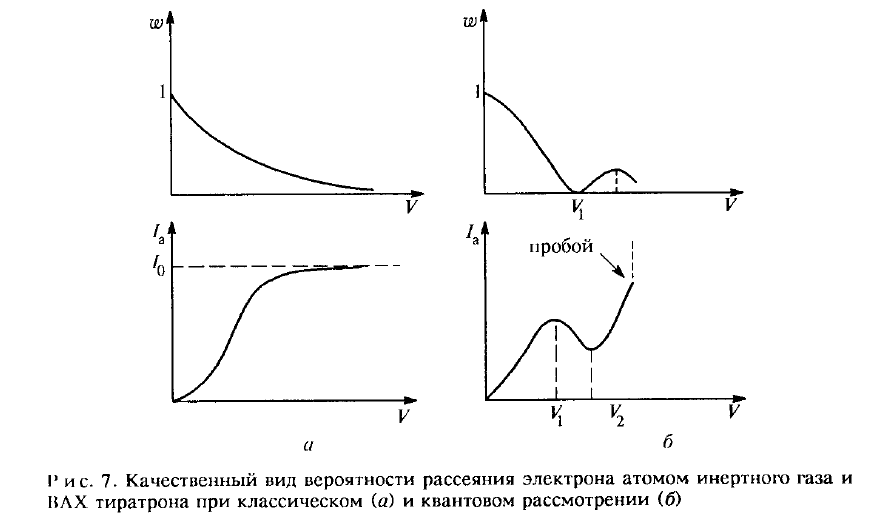 w
1
V
w
1
V₁
V
Iₐ
I₀
V
а
Iₐ
пробой
V₁
V₂
V
б
Рис. 7. Качественный вид вероятности рассеяния электрона атомом инертного газа и
ВАХ тиратрона при классическом (а) и квантовом рассмотрении (б)